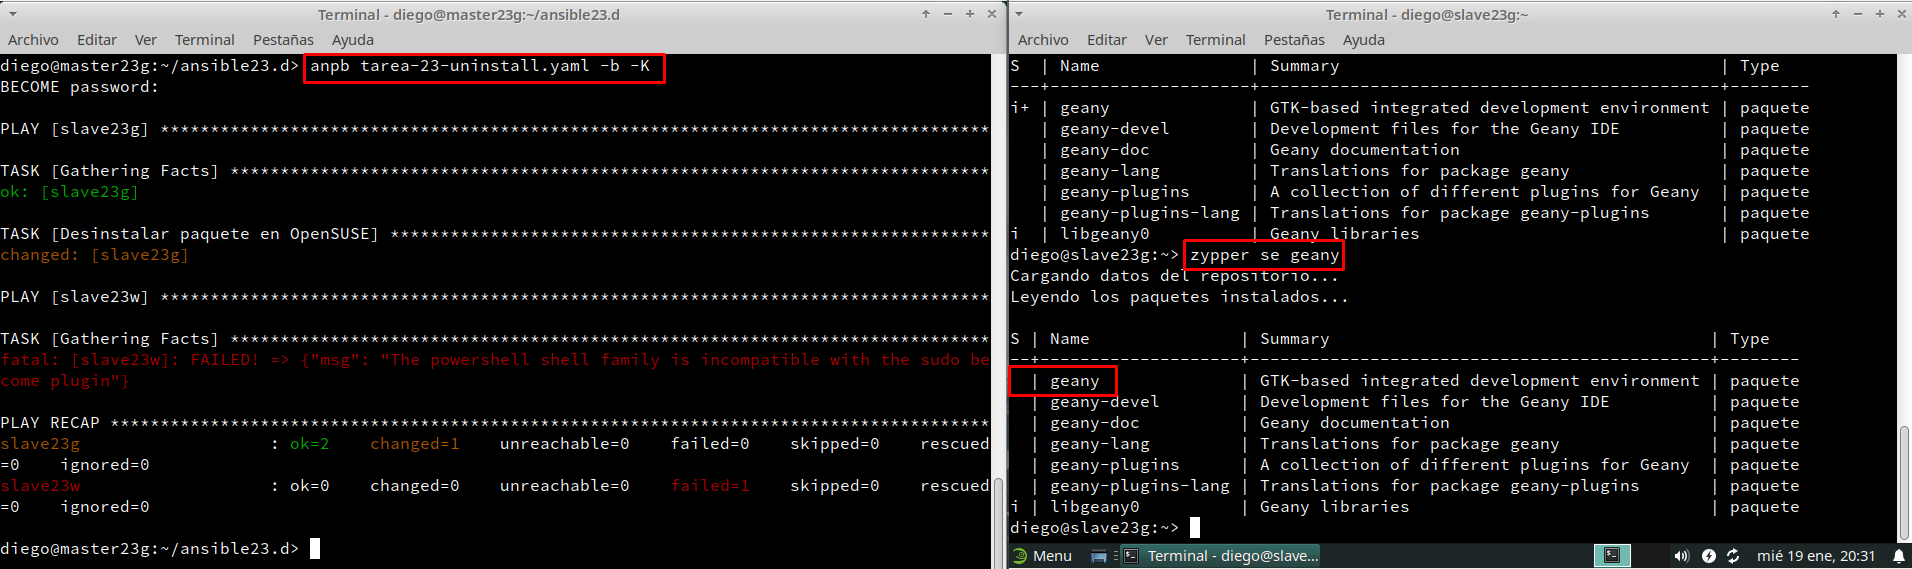 Terminal - diego@master23g:~/ansible23.d
Archivo Editar Ver Terminal Pestañas Ayuda
diego@master23g:~/ansible23.d> anpb tarea-23-uninstall.yaml -b -K
BECOME password:
PLAY [slave23g] ***********************************************************************************
TASK [Gathering Facts] ****************************************************************************
ok: [slave23g]
TASK [Desinstalar paquete en OpenSUSE] ************************************************************
changed: [slave23g]
PLAY [slave23w] ***********************************************************************************
TASK [Gathering Facts] ****************************************************************************
fatal: [slave23w]: FAILED! => {"msg": "The powershell shell family is incompatible with the sudo be
come plugin"}
PLAY RECAP ****************************************************************************************
slave23g                   : ok=2    changed=1    unreachable=0    failed=0    skipped=0    rescued
=0    ignored=0
slave23w                   : ok=0    changed=0    unreachable=0    failed=1    skipped=0    rescued
=0    ignored=0
diego@master23g:~/ansible23.d>
Terminal - diego@slave23g:~
Archivo Editar Ver Terminal Pestañas Ayuda
S  | Name               | Summary                                    | Type
---+--------------------+--------------------------------------------+--------
i+ | geany              | GTK-based integrated development environment | paquete
   | geany-devel        | Development files for the Geany IDE        | paquete
   | geany-doc          | Geany documentation                        | paquete
   | geany-lang         | Translations for package geany             | paquete
   | geany-plugins      | A collection of different plugins for Geany | paquete
   | geany-plugins-lang | Translations for package geany-plugins     | paquete
i  | libgeany0          | Geany libraries                            | paquete
diego@slave23g:~> zypper se geany
Cargando datos del repositorio...
Leyendo los paquetes instalados...
S | Name               | Summary                                    | Type
--+--------------------+--------------------------------------------+--------
  | geany              | GTK-based integrated development environment | paquete
  | geany-devel        | Development files for the Geany IDE        | paquete
  | geany-doc          | Geany documentation                        | paquete
  | geany-lang         | Translations for package geany             | paquete
  | geany-plugins      | A collection of different plugins for Geany | paquete
  | geany-plugins-lang | Translations for package geany-plugins     | paquete
i | libgeany0          | Geany libraries                            | paquete
diego@slave23g:~>
Menu Terminal - diego@slave... mié 19 ene, 20:31